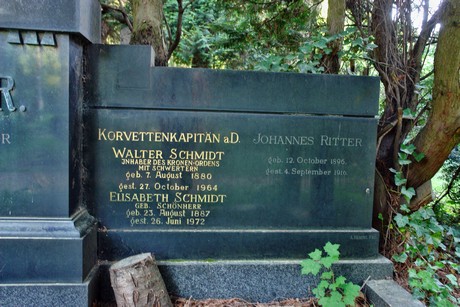 KORVETTENKAPITÄN a.D.
WALTER SCHMIDT
INHABER DES KRONEN-ORDENS
MIT SCHWERTERN
geb. 7. August 1880
gest. 27. October 1964
ELISABETH SCHMIDT
GEB. SCHÖNHERR
geb. 23. August 1887
gest. 26. Juni 1972
JOHANNES RITTER
geb. 12. October 1896.
gest. 4. September 1916.
R.
ER